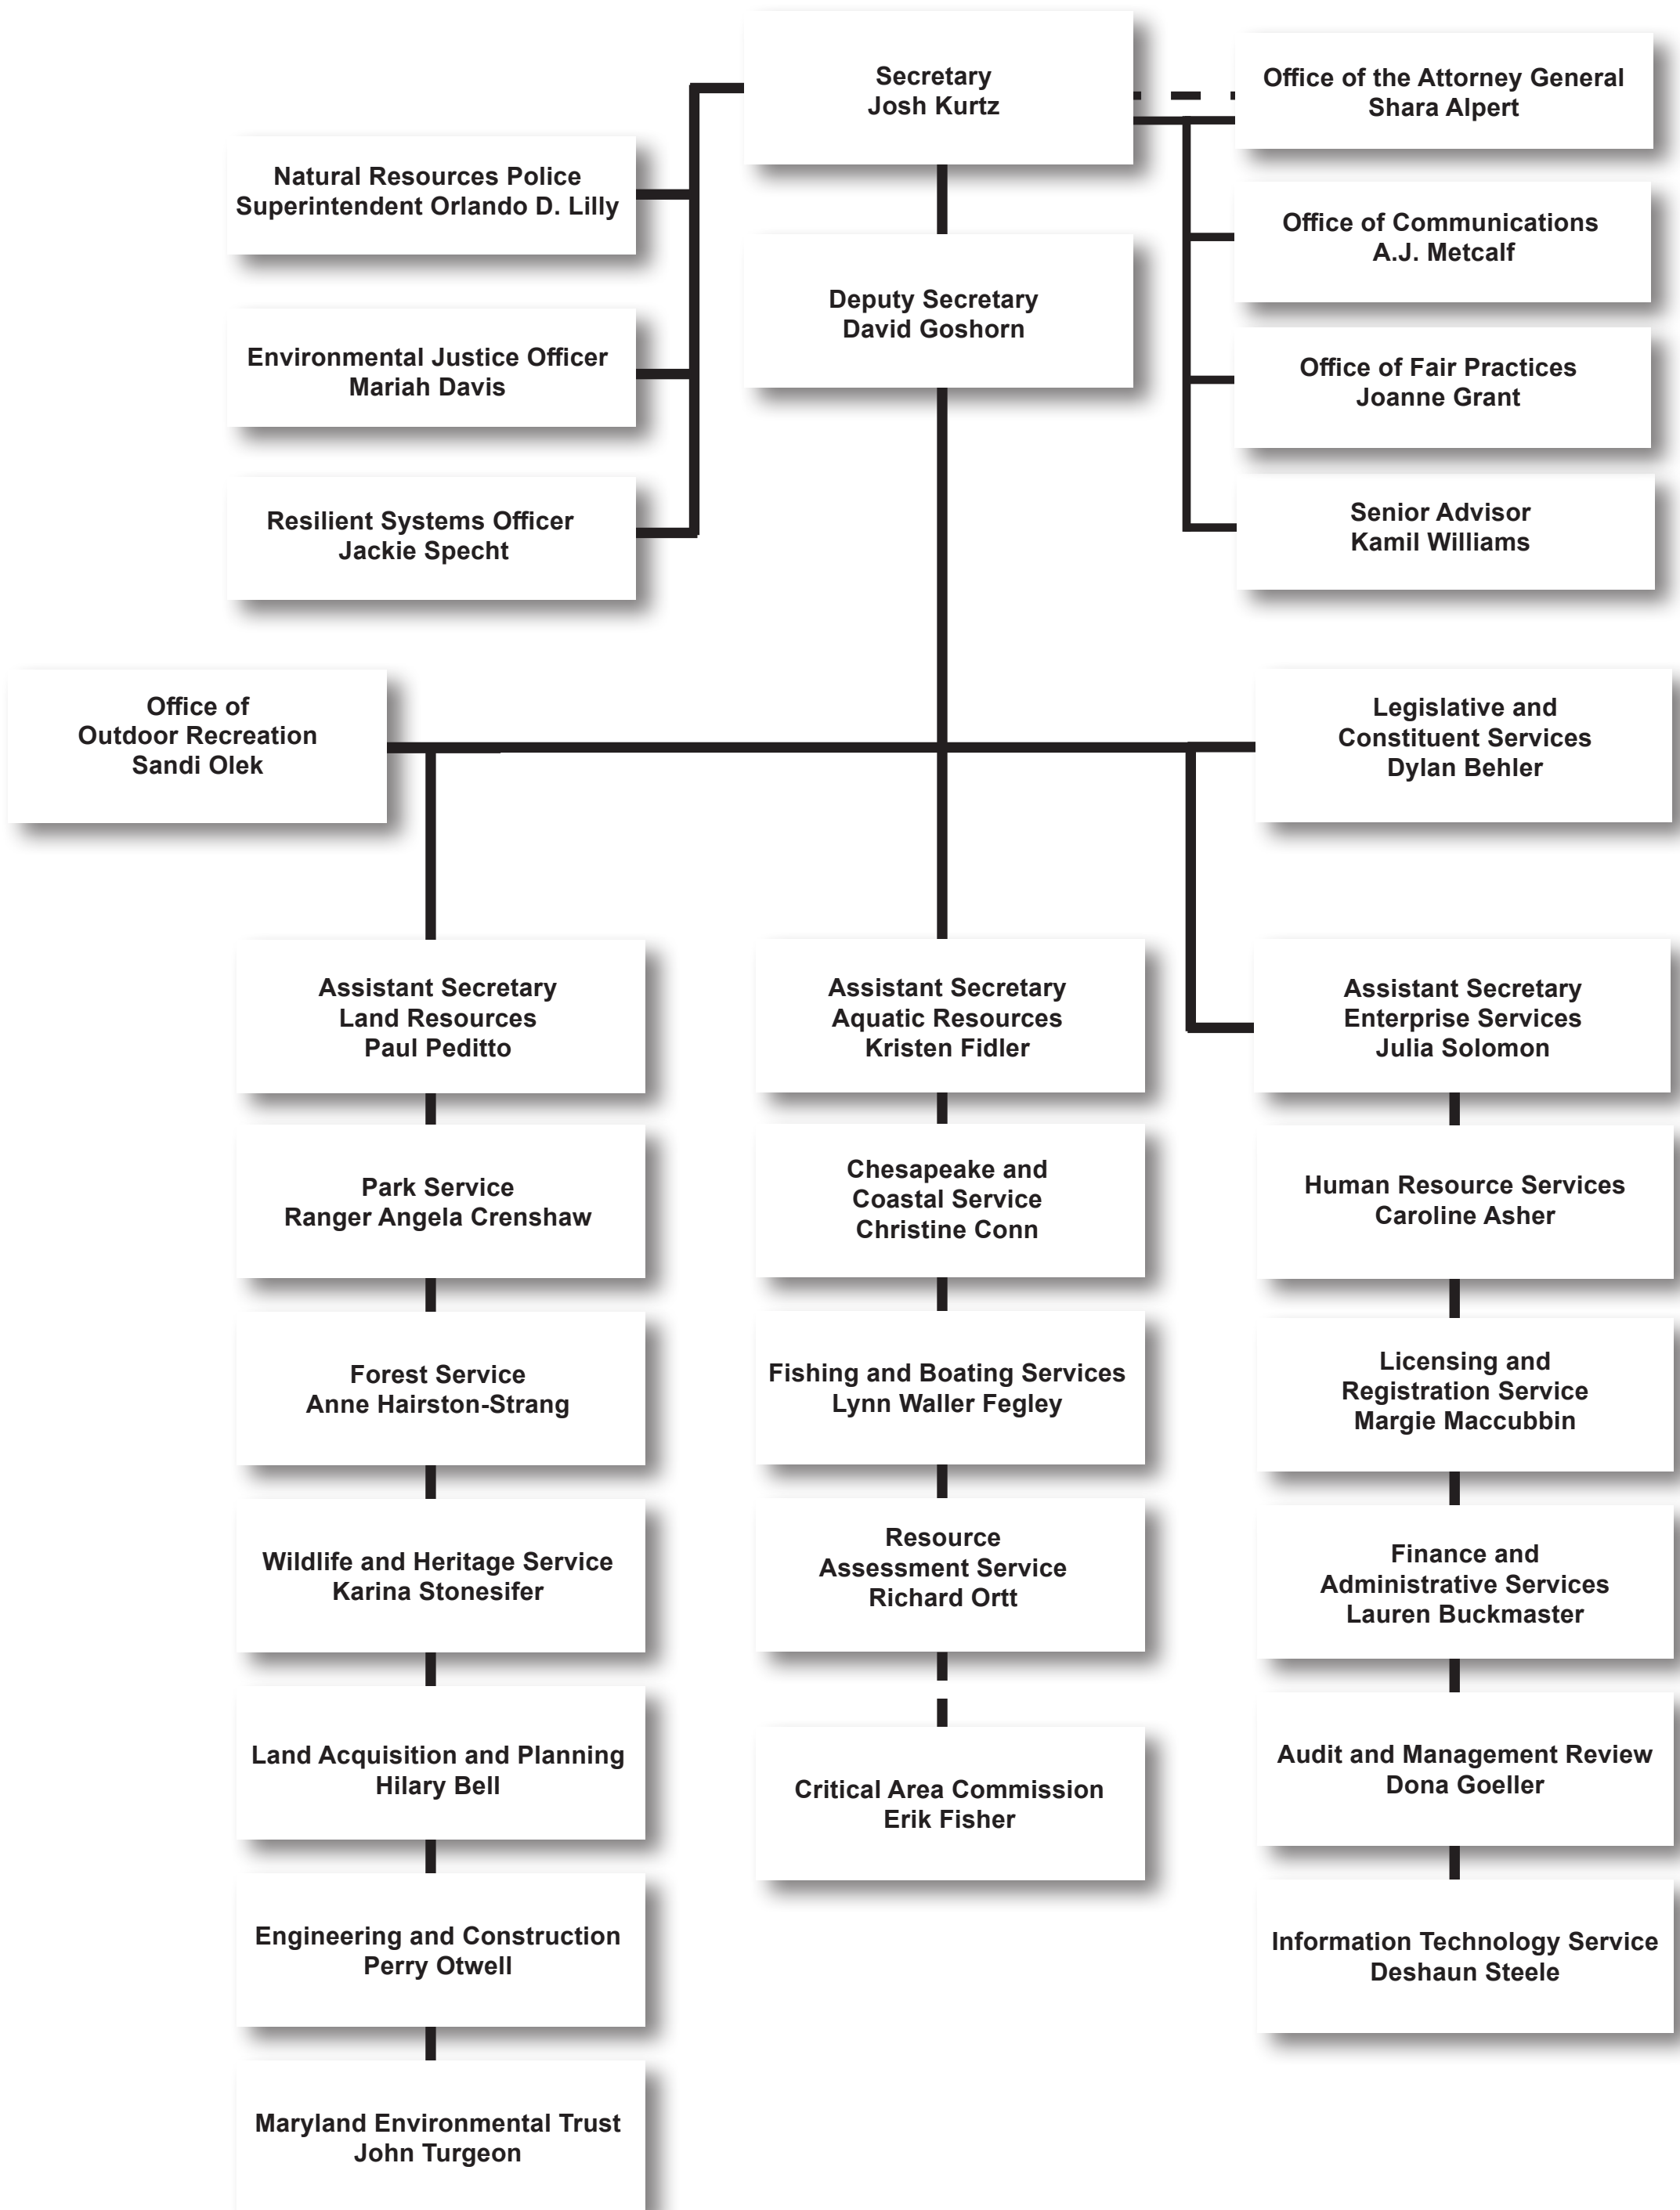 Secretary
Josh Kurtz
Office of the Attorney General
Shara Alpert
Natural Resources Police
Superintendent Orlando D. Lilly
Office of Communications
A.J. Metcalf
Deputy Secretary
David Goshorn
Environmental Justice Officer
Mariah Davis
Office of Fair Practices
Joanne Grant
Resilient Systems Officer
Jackie Specht
Senior Advisor
Kamil Williams
Office of
Outdoor Recreation
Sandi Olek
Legislative and
Constituent Services
Dylan Behler
Assistant Secretary
Land Resources
Paul Peditto
Park Service
Ranger Angela Crenshaw
Forest Service
Anne Hairston-Strang
Wildlife and Heritage Service
Karina Stonesifer
Land Acquisition and Planning
Hilary Bell
Engineering and Construction
Perry Otwell
Maryland Environmental Trust
John Turgeon
Assistant Secretary
Aquatic Resources
Kristen Fidler
Chesapeake and
Coastal Service
Christine Conn
Fishing and Boating Services
Lynn Waller Fegley
Resource
Assessment Service
Richard Ortt
Critical Area Commission
Erik Fisher
Assistant Secretary
Enterprise Services
Julia Solomon
Human Resource Services
Caroline Asher
Licensing and
Registration Service
Margie Maccubbin
Finance and
Administrative Services
Lauren Buckmaster
Audit and Management Review
Dona Goeller
Information Technology Service
Deshaun Steele